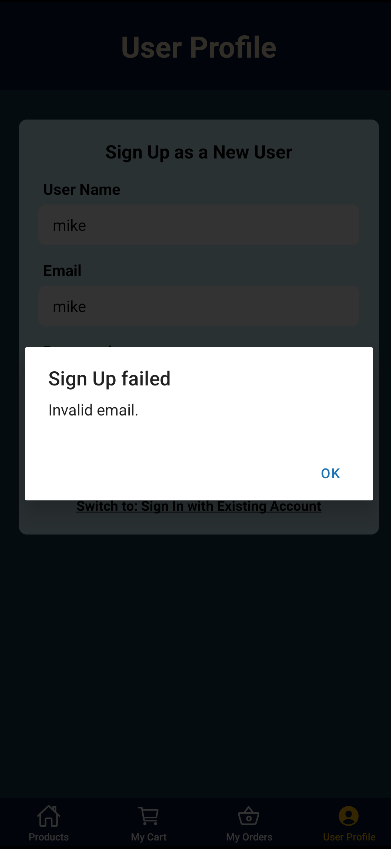 User Profile
Sign Up as a New User
User Name
mike
Email
mike
Sign Up failed
Invalid email.
OK
Switch to: Sign In with Existing Account
Products
My Cart
My Orders
User Profile